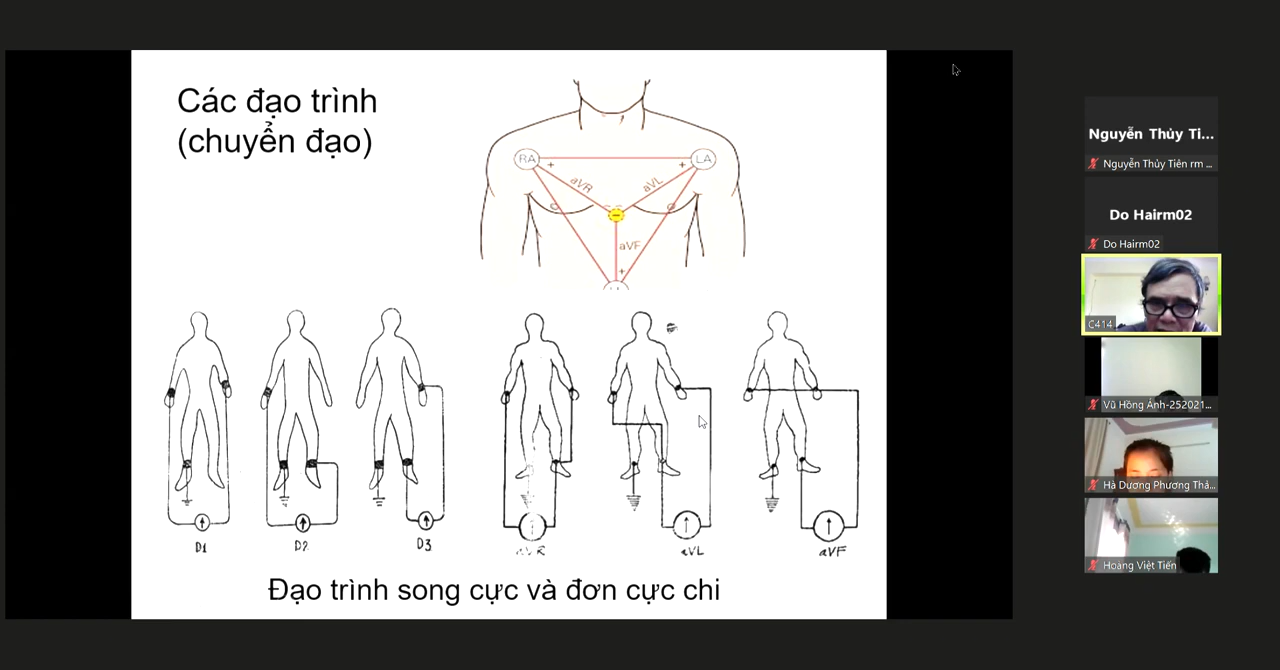 Các đạo trình
(chuyển đạo)
RA
LA
+
+
aVR
aVL
aVF
+
D1
D2
D3
aVR
aVL
aVF
Đạo trình song cực và đơn cực chi
Nguyễn Thủy Ti...
Nguyễn Thủy Tiên rm ...
Do Hairm02
Do Hairm02
C414
Vũ Hồng Ánh-252021...
Hà Dương Phương Thả...
Hoàng Việt Tiến